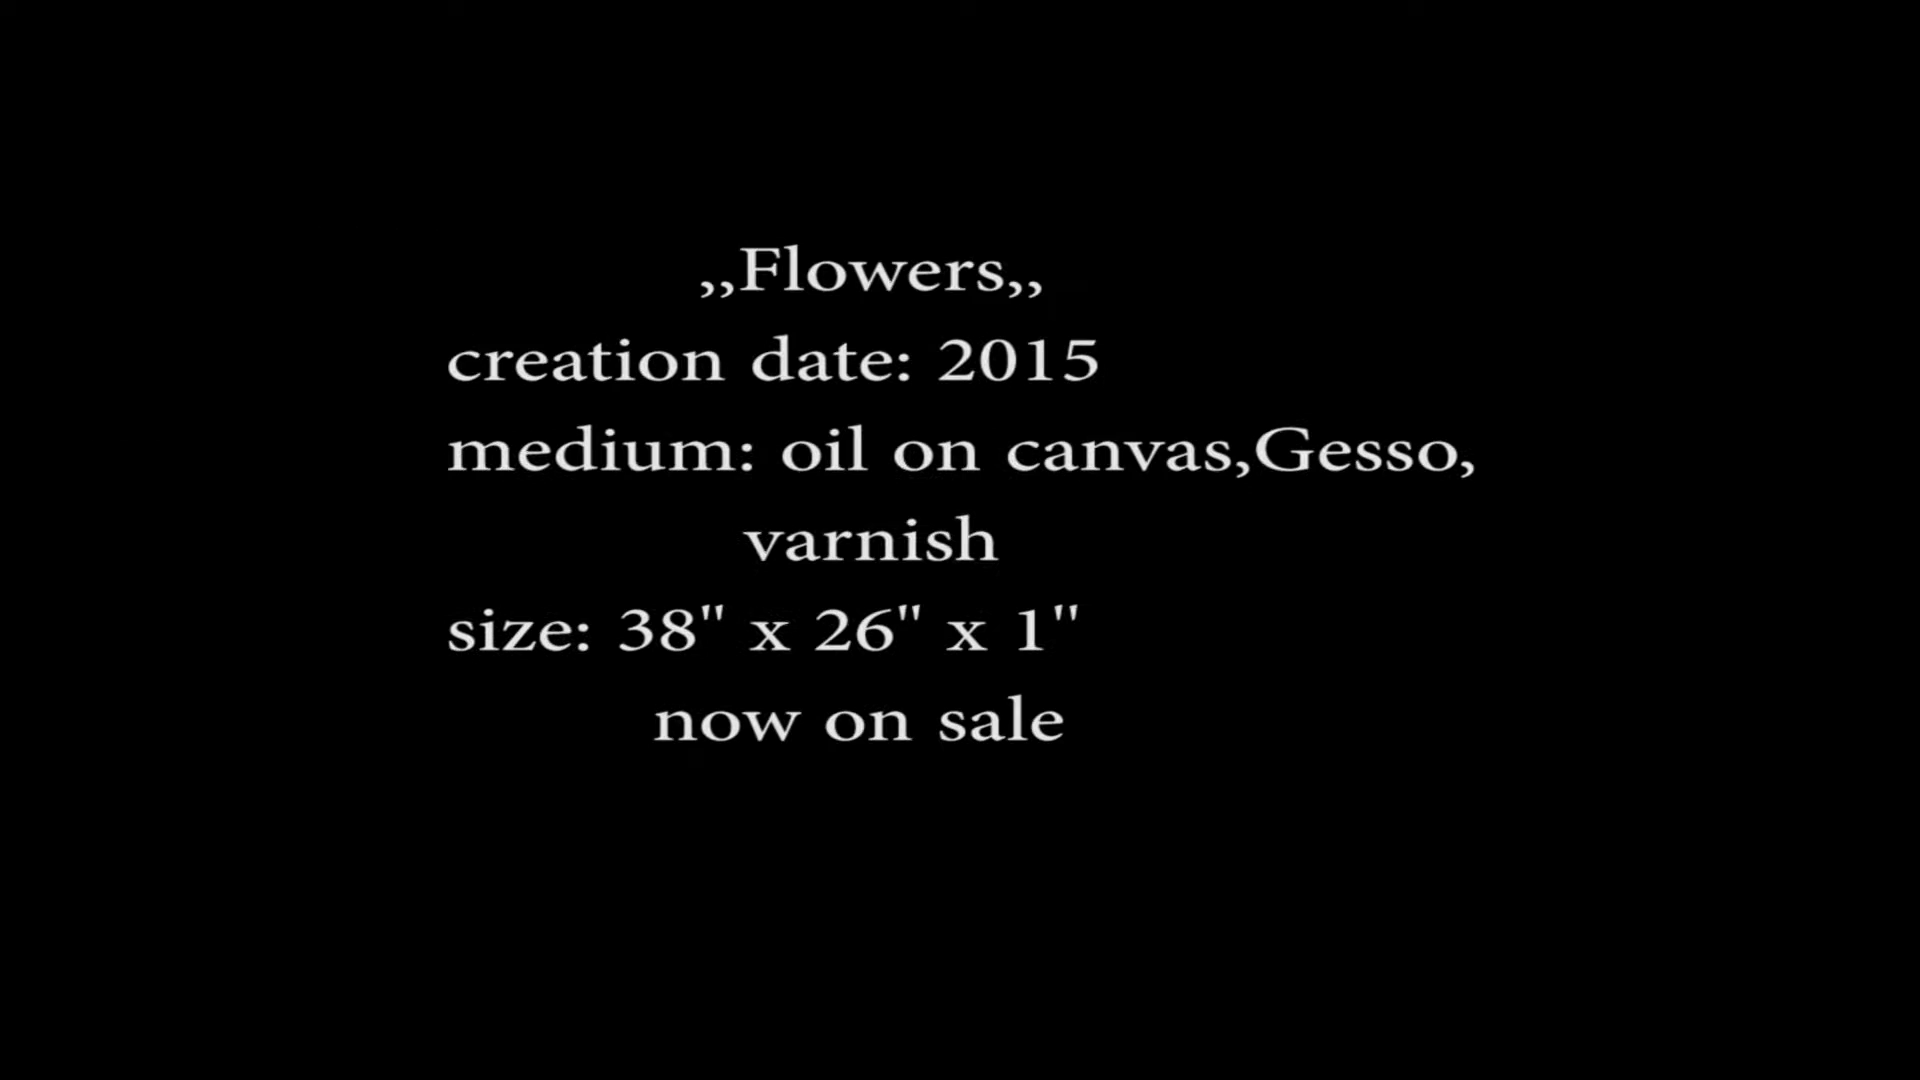 ,,Flowers,,
creation date: 2015
medium: oil on canvas,Gesso,
varnish
size: 38" x 26" x 1"
now on sale